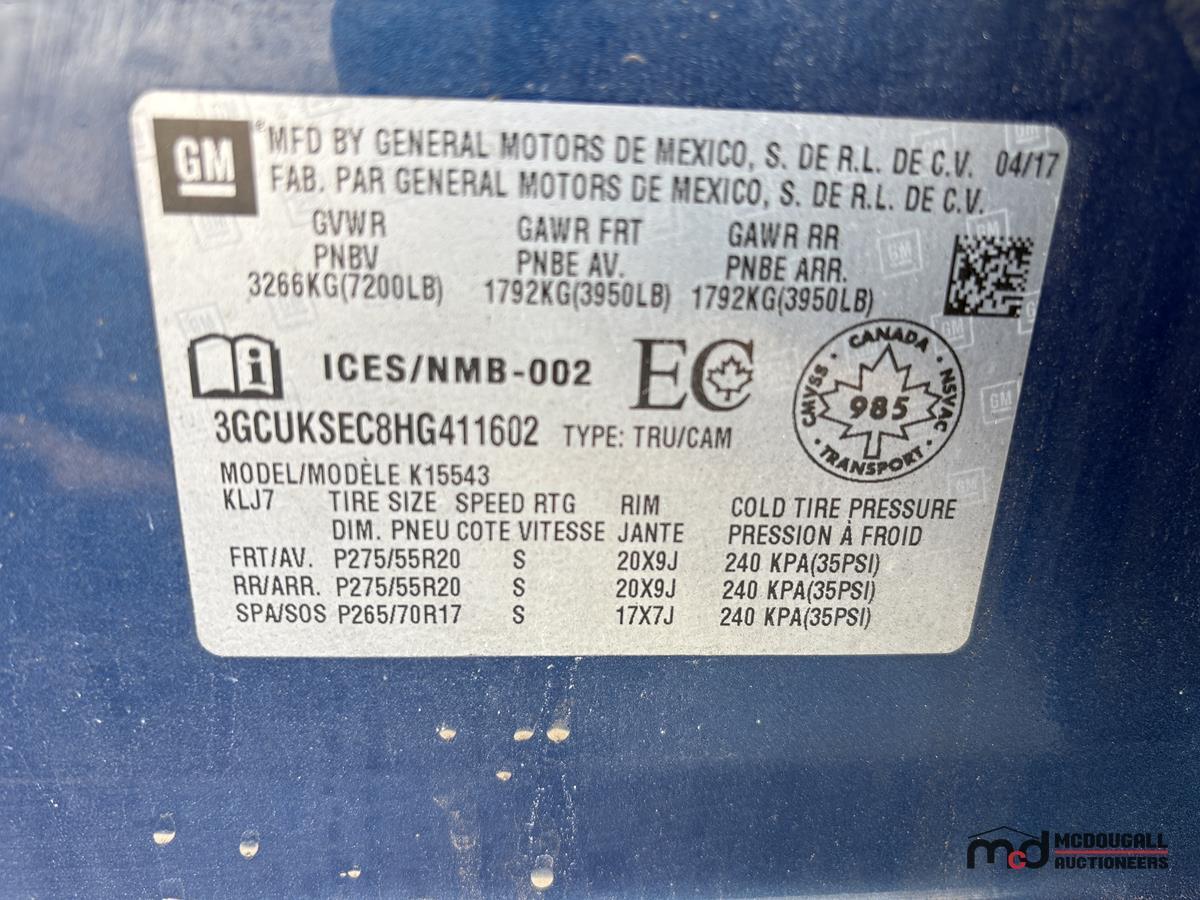 GM
®MFD BY GENERAL MOTORS DE MEXICO, S. DE R.L. DE C.V. 04/17
FAB. PAR GENERAL MOTORS DE MEXICO, S. DE R.L. DE C.V.
GVWR GAWR FRT GAWR RR
PNBV PNBE AV. PNBE ARR.
3266KG(7200LB) 1792KG(3950LB) 1792KG(3950LB)
i ICES/NMB-002 EC
CANADA · NSVAC · TRANSPORT · CMVSS ·
985
3GCUKSEC8HG411602 TYPE: TRU/CAM
MODEL/MODÈLE K15543
KLJ7 TIRE SIZE SPEED RTG RIM COLD TIRE PRESSURE
DIM. PNEU COTE VITESSE JANTE PRESSION À FROID
FRT/AV. P275/55R20 S 20X9J 240 KPA(35PSI)
RR/ARR. P275/55R20 S 20X9J 240 KPA(35PSI)
SPA/SOS P265/70R17 S 17X7J 240 KPA(35PSI)
mcd MCDOUGALL
AUCTIONEERS